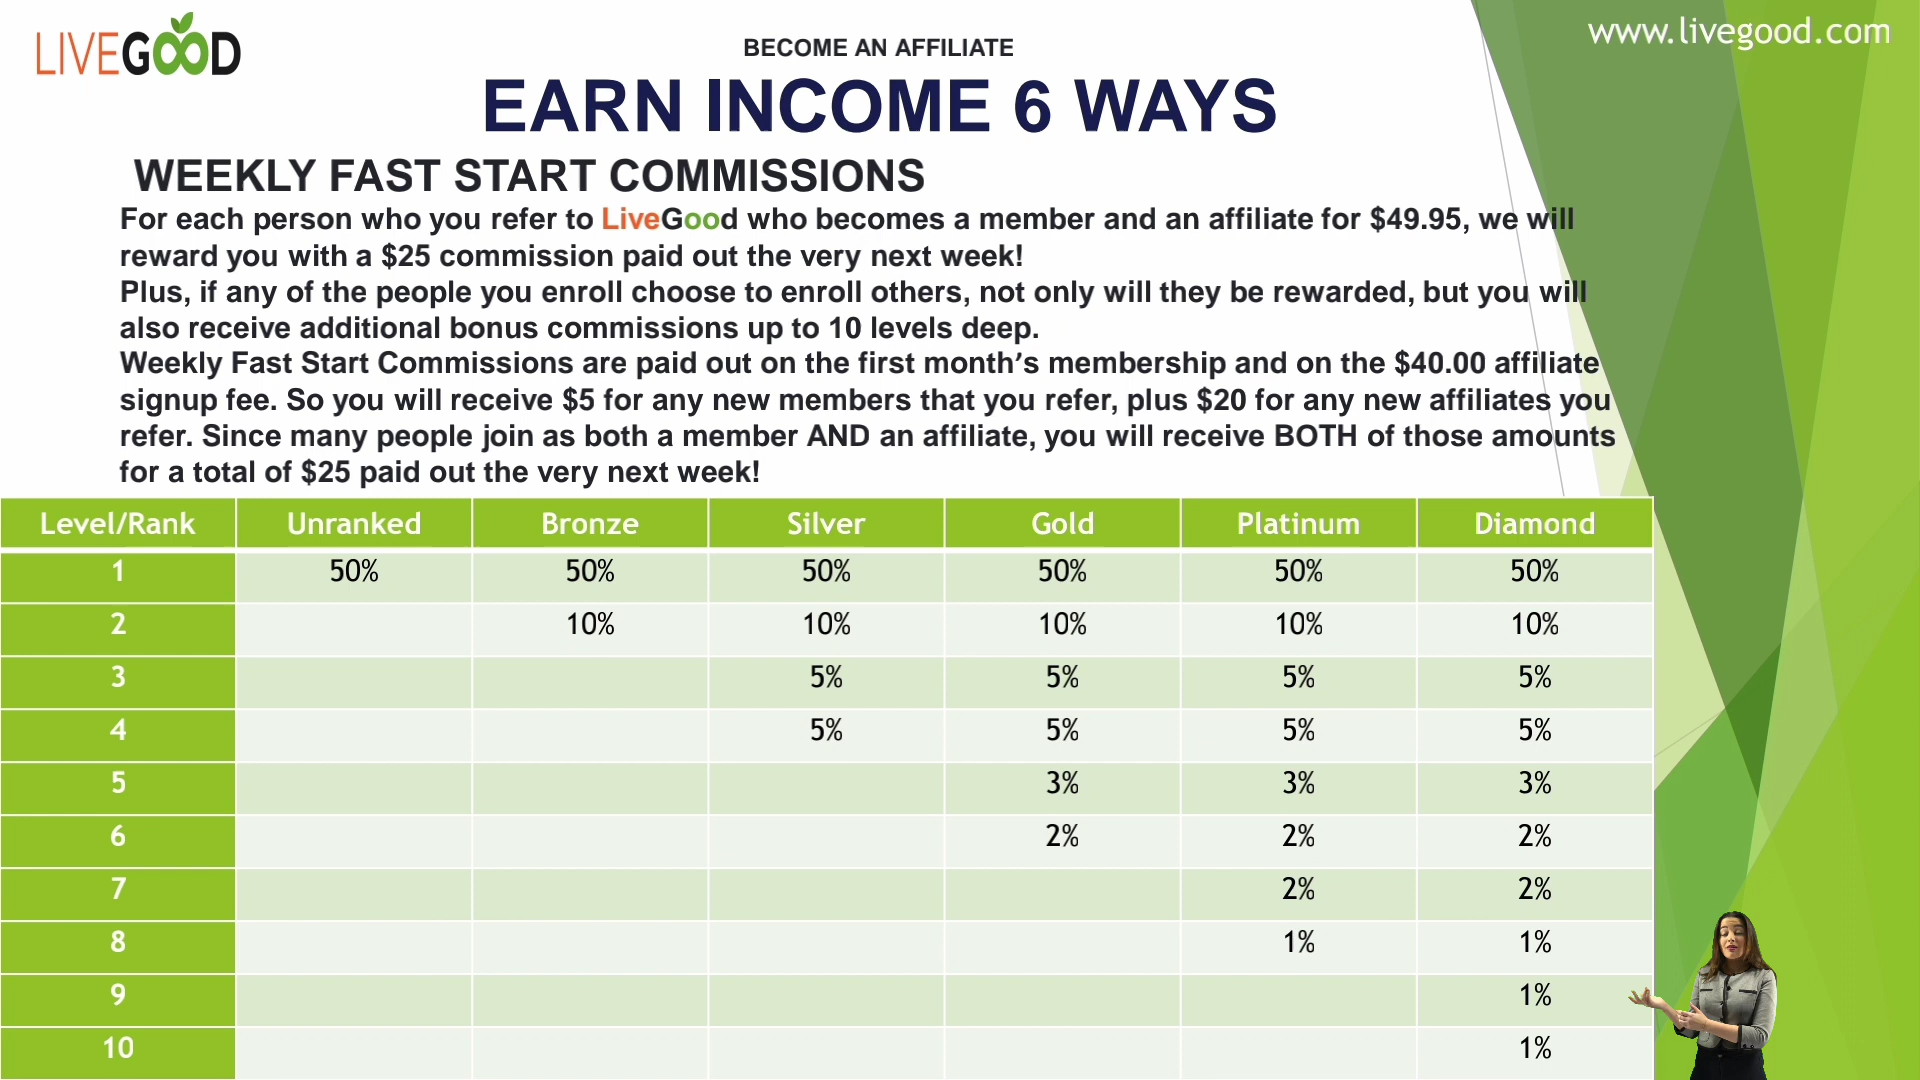 LIVEGOOD
www.livegood.com
BECOME AN AFFILIATE
EARN INCOME 6 WAYS
WEEKLY FAST START COMMISSIONS
For each person who you refer to LiveGood who becomes a member and an affiliate for $49.95, we will
reward you with a $25 commission paid out the very next week!
Plus, if any of the people you enroll choose to enroll others, not only will they be rewarded, but you will
also receive additional bonus commissions up to 10 levels deep.
Weekly Fast Start Commissions are paid out on the first month’s membership and on the $40.00 affiliate
signup fee. So you will receive $5 for any new members that you refer, plus $20 for any new affiliates you
refer. Since many people join as both a member AND an affiliate, you will receive BOTH of those amounts
for a total of $25 paid out the very next week!
Level/Rank Unranked Bronze Silver Gold Platinum Diamond
1 50% 50% 50% 50% 50% 50%
2 10% 10% 10% 10% 10%
3 5% 5% 5% 5%
4 5% 5% 5% 5%
5 3% 3% 3%
6 2% 2% 2%
7 2% 2%
8 1% 1%
9 1%
10 1%